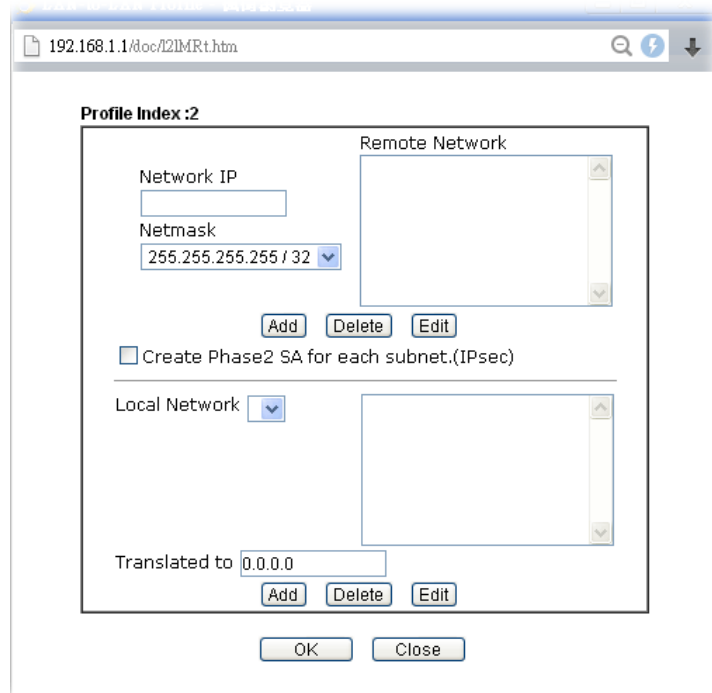 192.168.1.1/doc/l2lMRt.htm
Profile Index :2
Remote Network
Network IP
Netmask
255.255.255.255 / 32
Add Delete Edit
Create Phase2 SA for each subnet.(IPsec)
Local Network
Translated to 0.0.0.0
Add Delete Edit
OK Close